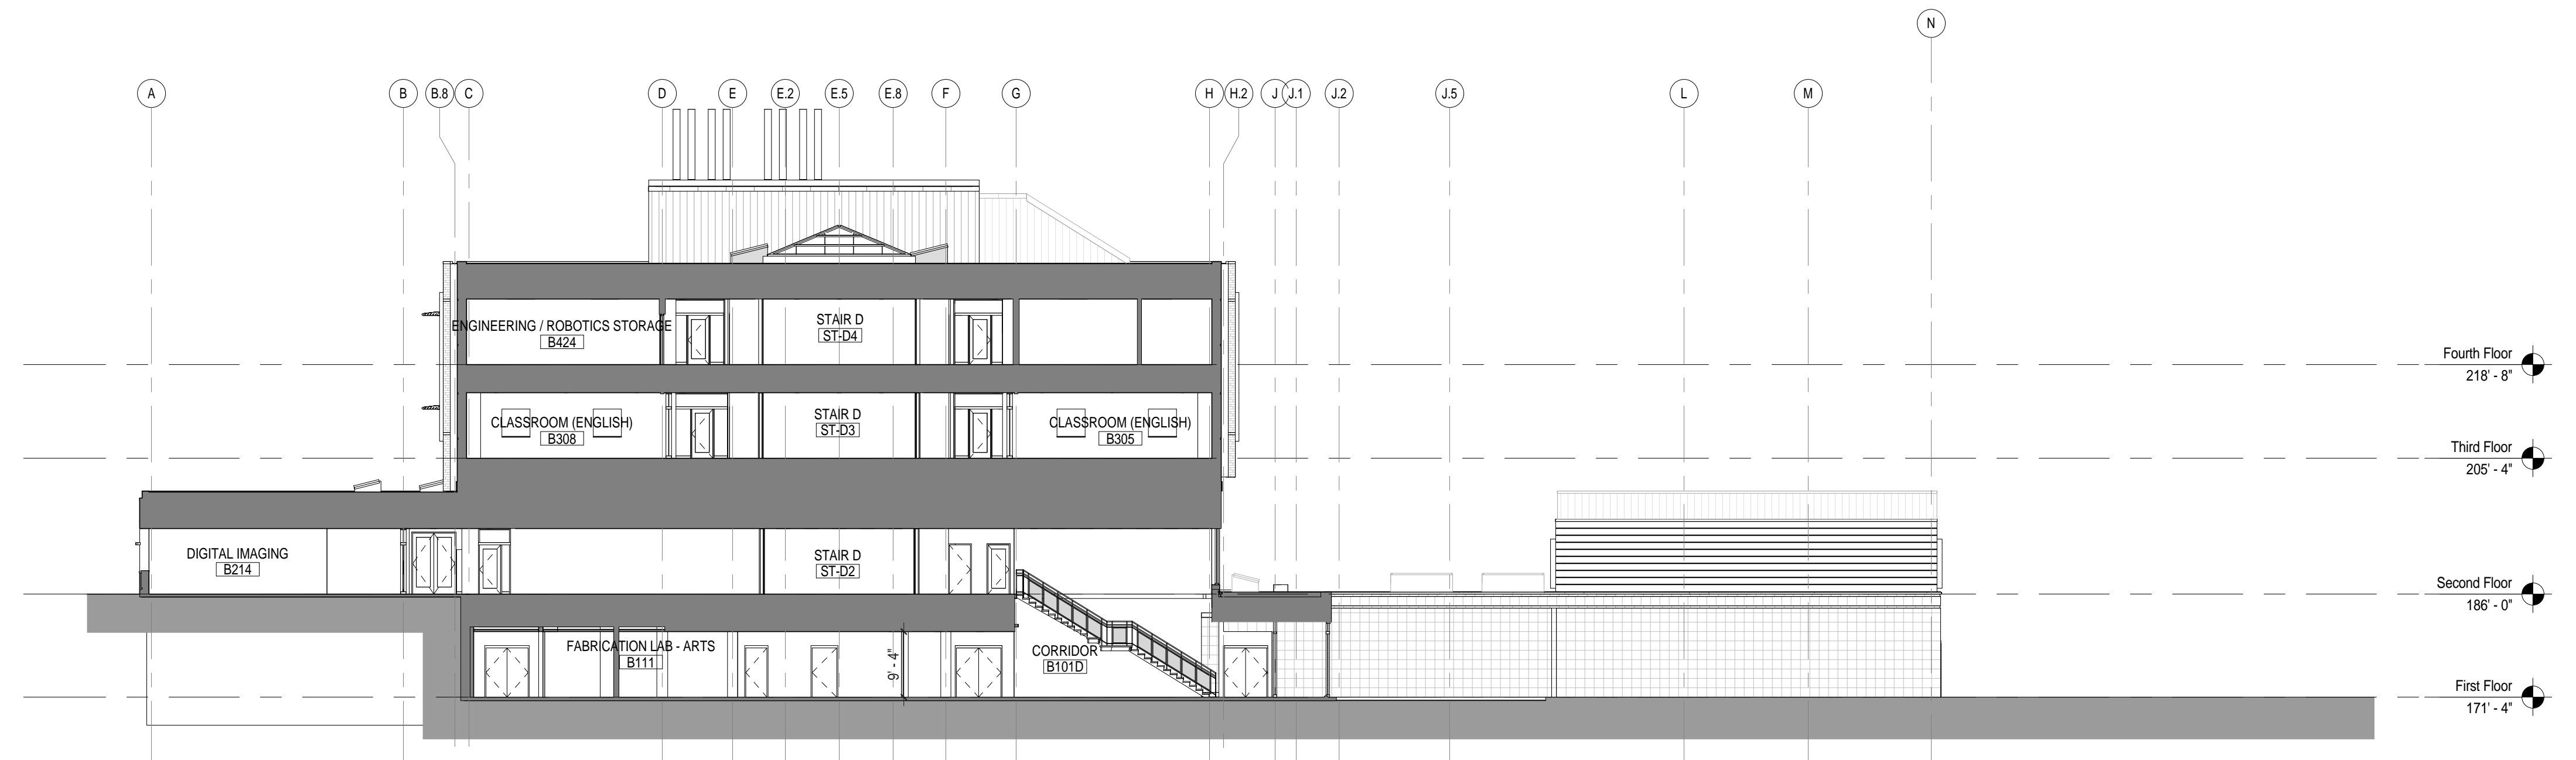 N
A
B
B.8
C
D
E
E.2
E.5
E.8
F
G
H
H.2
J
J.1
J.2
J.5
L
M
ENGINEERING / ROBOTICS STORAGE
B424
STAIR D
ST-D4
Fourth Floor
218' - 8"
CLASSROOM (ENGLISH)
B308
STAIR D
ST-D3
CLASSROOM (ENGLISH)
B305
Third Floor
205' - 4"
DIGITAL IMAGING
B214
STAIR D
ST-D2
Second Floor
186' - 0"
FABRICATION LAB - ARTS
B111
9' - 4"
CORRIDOR
B101D
First Floor
171' - 4"